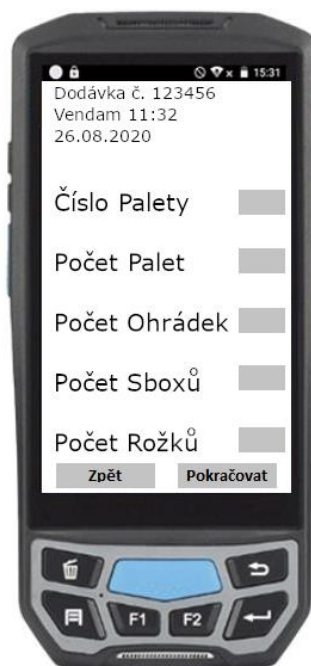 15:31
Dodávka č. 123456
Vendam 11:32
26.08.2020
Číslo Palety
Počet Palet
Počet Ohrádek
Počet Sboxů
Počet Rožků
Zpět Pokračovat
F1 F2